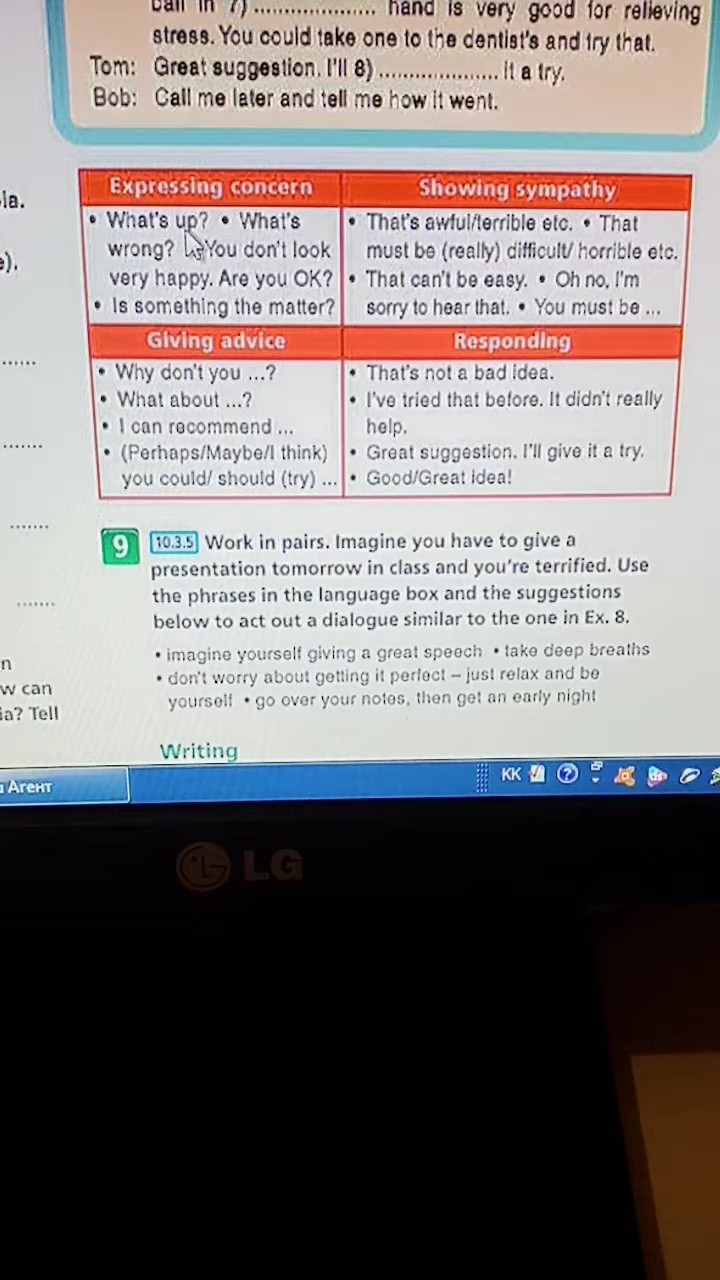 ball in 7) .................... hand is very good for relieving
stress. You could take one to the dentist's and try that.
Tom: Great suggestion. I'll 8) .................... it a try.
Bob: Call me later and tell me how it went.
la.
e).
Expressing concern
• What's up? • What's
wrong? You don't look
very happy. Are you OK?
• Is something the matter?
Showing sympathy
• That's awful/terrible etc. • That
must be (really) difficult/ horrible etc.
• That can't be easy. • Oh no, I'm
sorry to hear that. • You must be ...
Giving advice
• Why don't you ...?
• What about ...?
• I can recommend ...
• (Perhaps/Maybe/I think)
you could/ should (try) ...
Responding
• That's not a bad idea.
• I've tried that before. It didn't really
help.
• Great suggestion. I'll give it a try.
• Good/Great idea!
9 10.3.5 Work in pairs. Imagine you have to give a
presentation tomorrow in class and you're terrified. Use
the phrases in the language box and the suggestions
below to act out a dialogue similar to the one in Ex. 8.
• imagine yourself giving a great speech • take deep breaths
• don't worry about getting it perfect – just relax and be
yourself • go over your notes, then get an early night
n
w can
ia? Tell
Writing
Агент
KK
LG